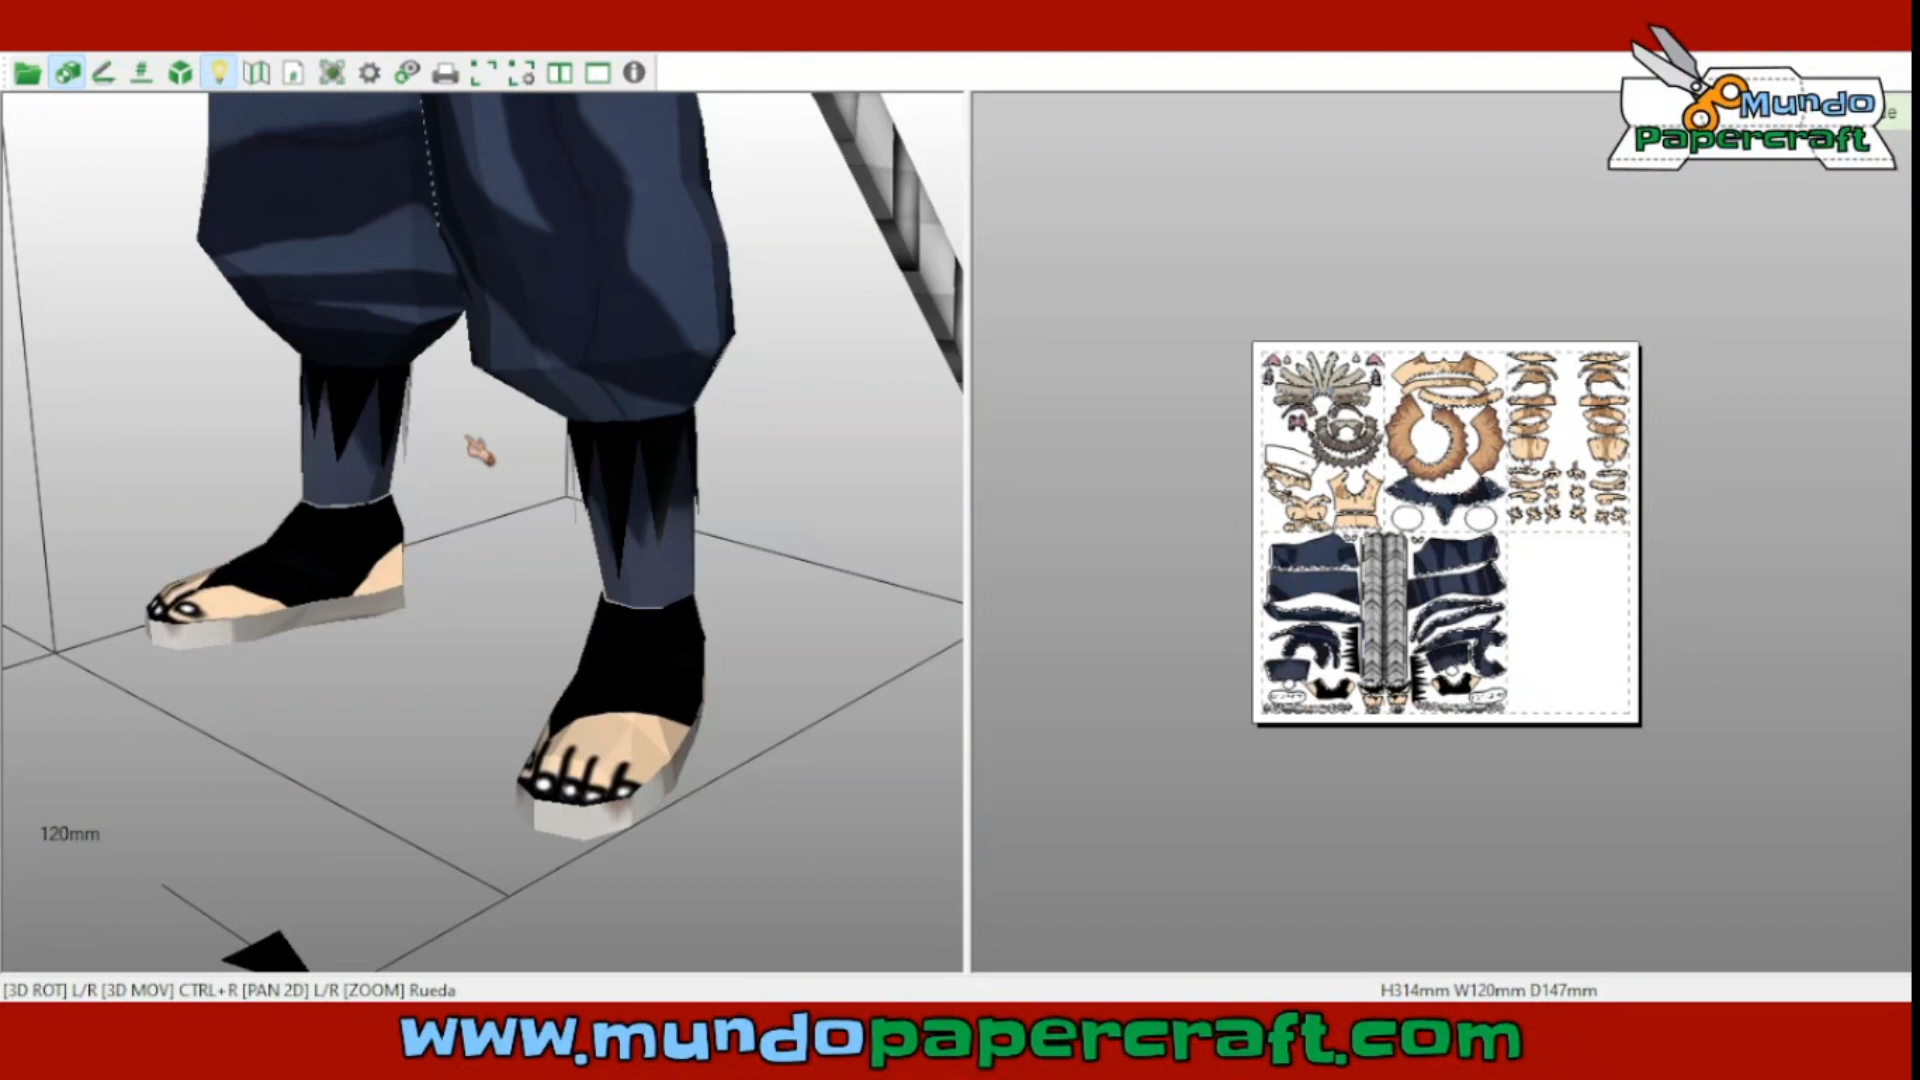 Mundo
Papercraft
120mm
[3D ROT] L/R [3D MOV] CTRL+R [PAN 2D] L/R [ZOOM] Rueda
H314mm W120mm D147mm
www.mundopapercraft.com